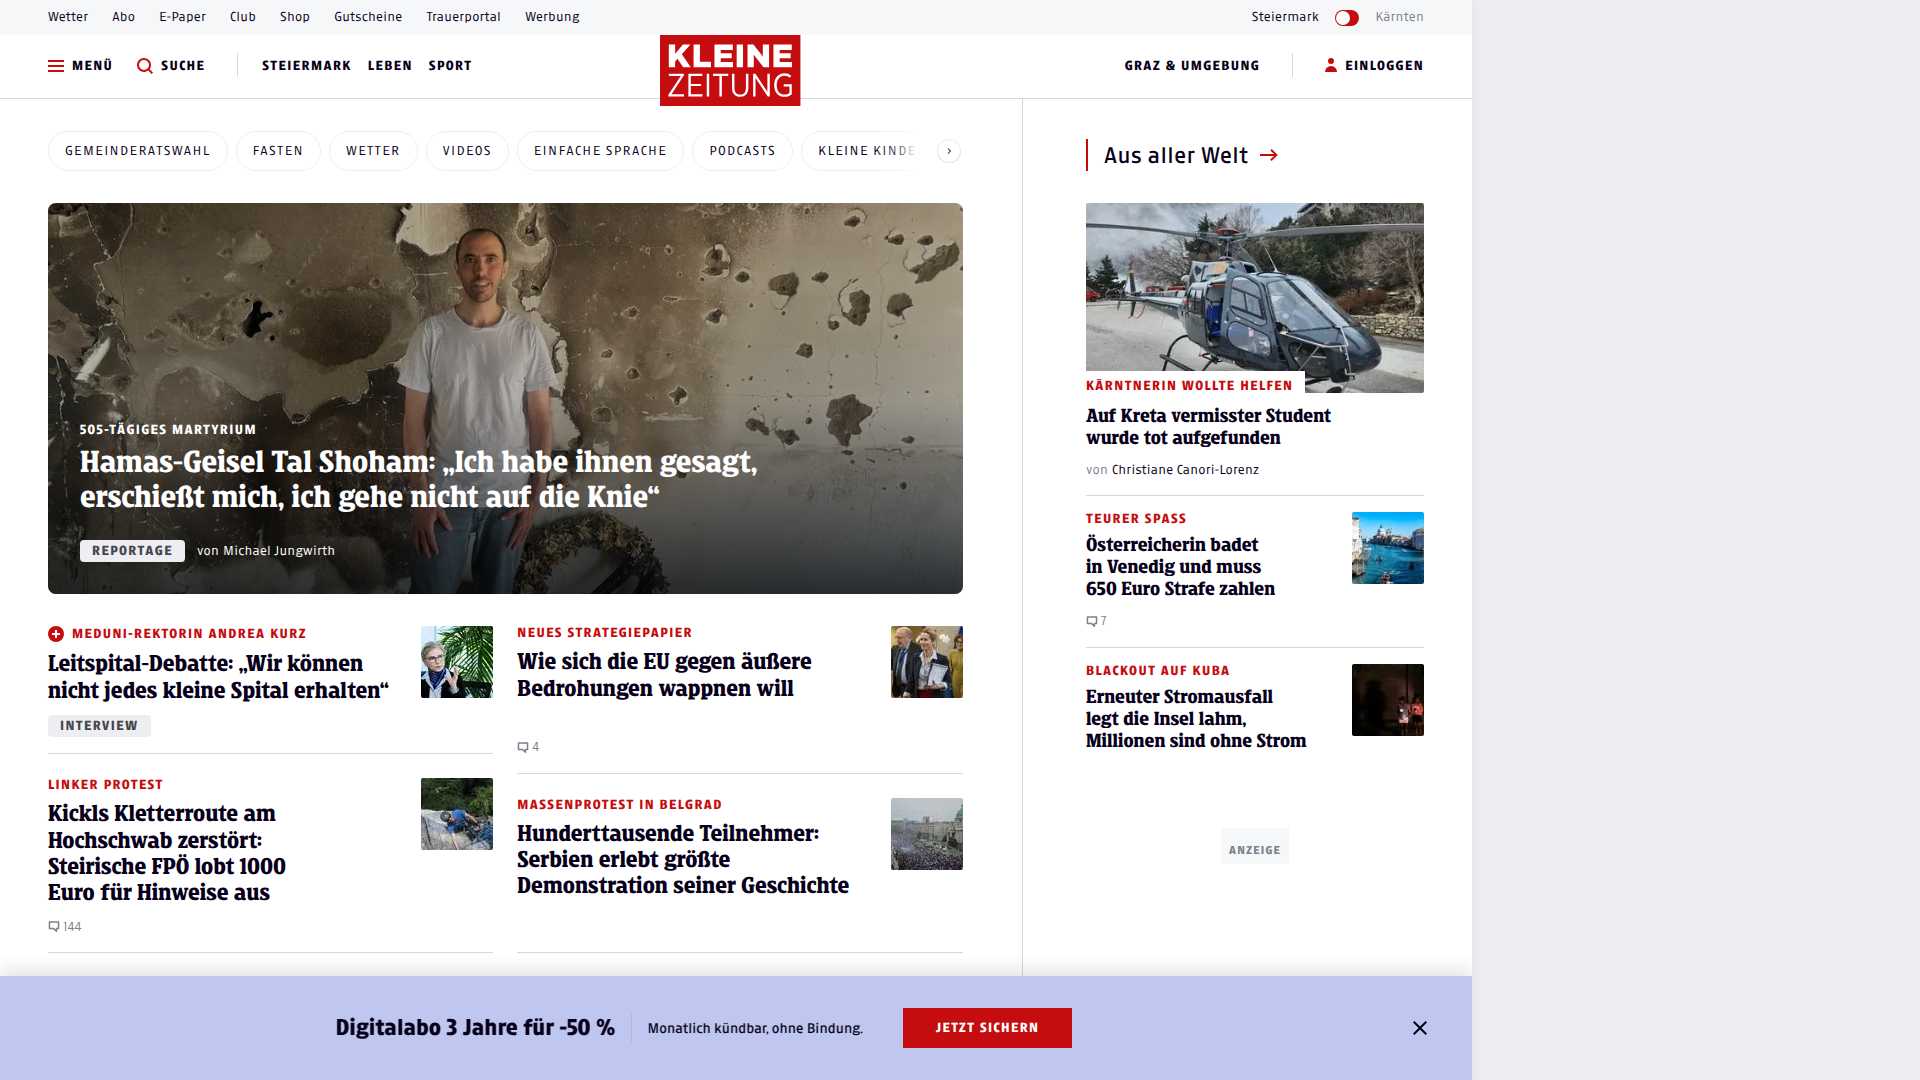 Wetter Abo E-Paper Club Shop Gutscheine Trauerportal Werbung Steiermark Kärnten
MENÜ SUCHE STEIERMARK LEBEN SPORT KLEINE ZEITUNG GRAZ & UMGEBUNG EINLOGGEN
GEMEINDERATSWAHL FASTEN WETTER VIDEOS EINFACHE SPRACHE PODCASTS KLEINE KINDE
505-TÄGIGES MARTYRIUM
Hamas-Geisel Tal Shoham: „Ich habe ihnen gesagt,
erschießt mich, ich gehe nicht auf die Knie“
REPORTAGE von Michael Jungwirth
MEDUNI-REKTORIN ANDREA KURZ
Leitspital-Debatte: „Wir können
nicht jedes kleine Spital erhalten“
INTERVIEW
NEUES STRATEGIEPAPIER
Wie sich die EU gegen äußere
Bedrohungen wappnen will
4
LINKER PROTEST
Kickls Kletterroute am
Hochschwab zerstört:
Steirische FPÖ lobt 1000
Euro für Hinweise aus
144
MASSENPROTEST IN BELGRAD
Hunderttausende Teilnehmer:
Serbien erlebt größte
Demonstration seiner Geschichte
Aus aller Welt
KÄRNTNERIN WOLLTE HELFEN
Auf Kreta vermisster Student
wurde tot aufgefunden
von Christiane Canori-Lorenz
TEURER SPASS
Österreicherin badet
in Venedig und muss
650 Euro Strafe zahlen
7
BLACKOUT AUF KUBA
Erneuter Stromausfall
legt die Insel lahm,
Millionen sind ohne Strom
ANZEIGE
Digitalabo 3 Jahre für -50 % Monatlich kündbar, ohne Bindung. JETZT SICHERN